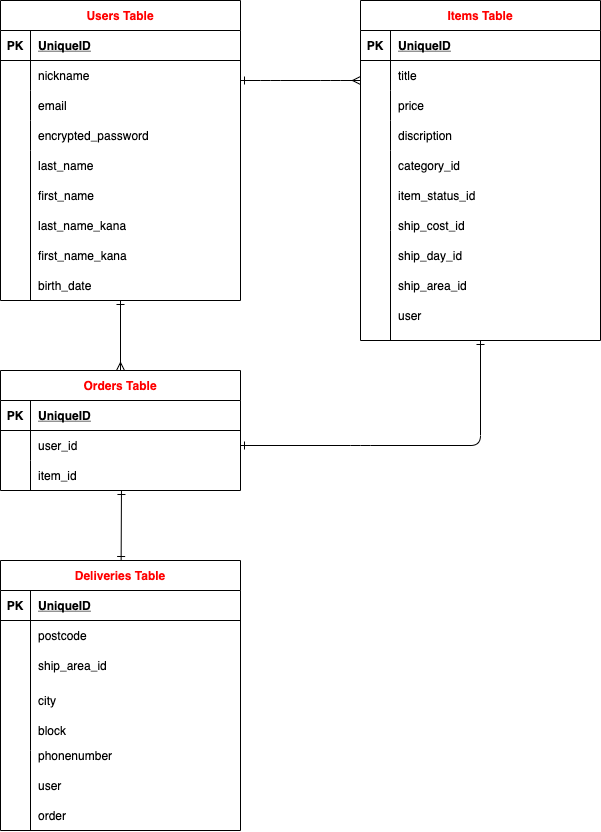 Users Table
PK UniqueID
nickname
email
encrypted_password
last_name
first_name
last_name_kana
first_name_kana
birth_date
Items Table
PK UniqueID
title
price
discription
category_id
item_status_id
ship_cost_id
ship_day_id
ship_area_id
user
Orders Table
PK UniqueID
user_id
item_id
Deliveries Table
PK UniqueID
postcode
ship_area_id
city
block
phonenumber
user
order